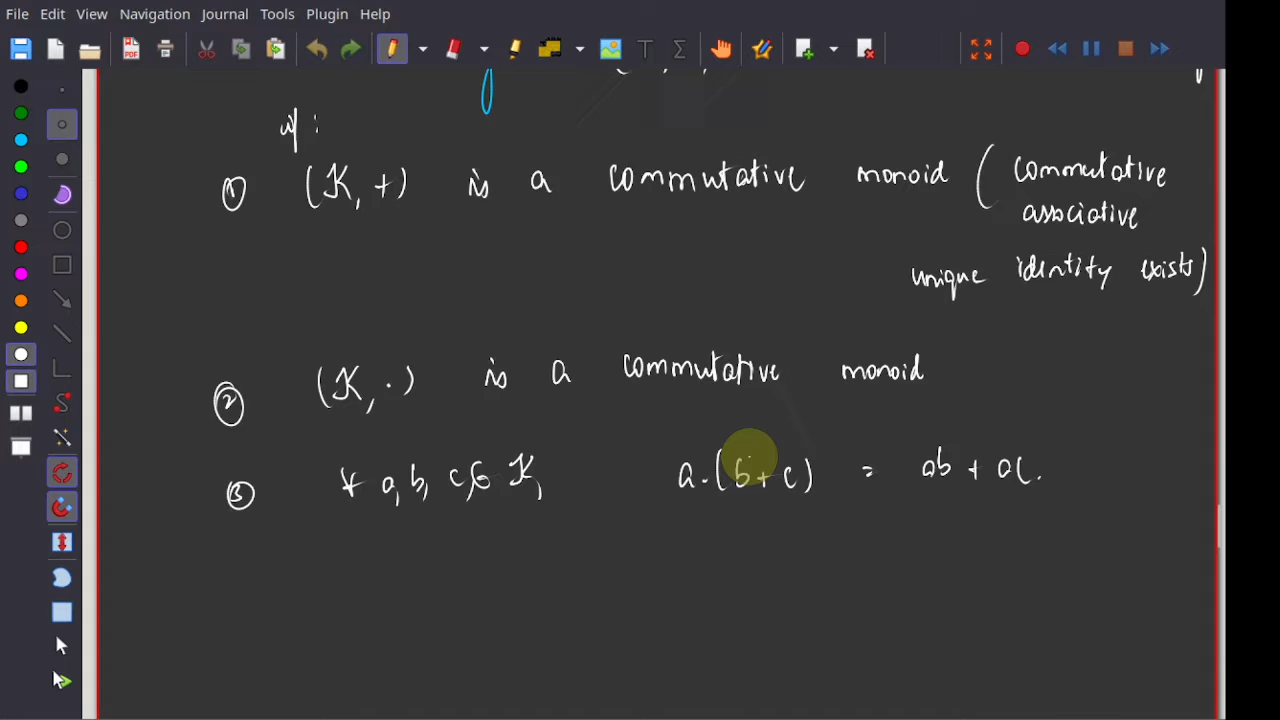 File Edit View Navigation Journal Tools Plugin Help
if :
① (K, +) is a commutative monoid ( commutative
associative
unique identity exists)
② (K, ·) is a commutative monoid
③ ∀ a, b, c ∈ K, a·(b+c) = ab + ac.